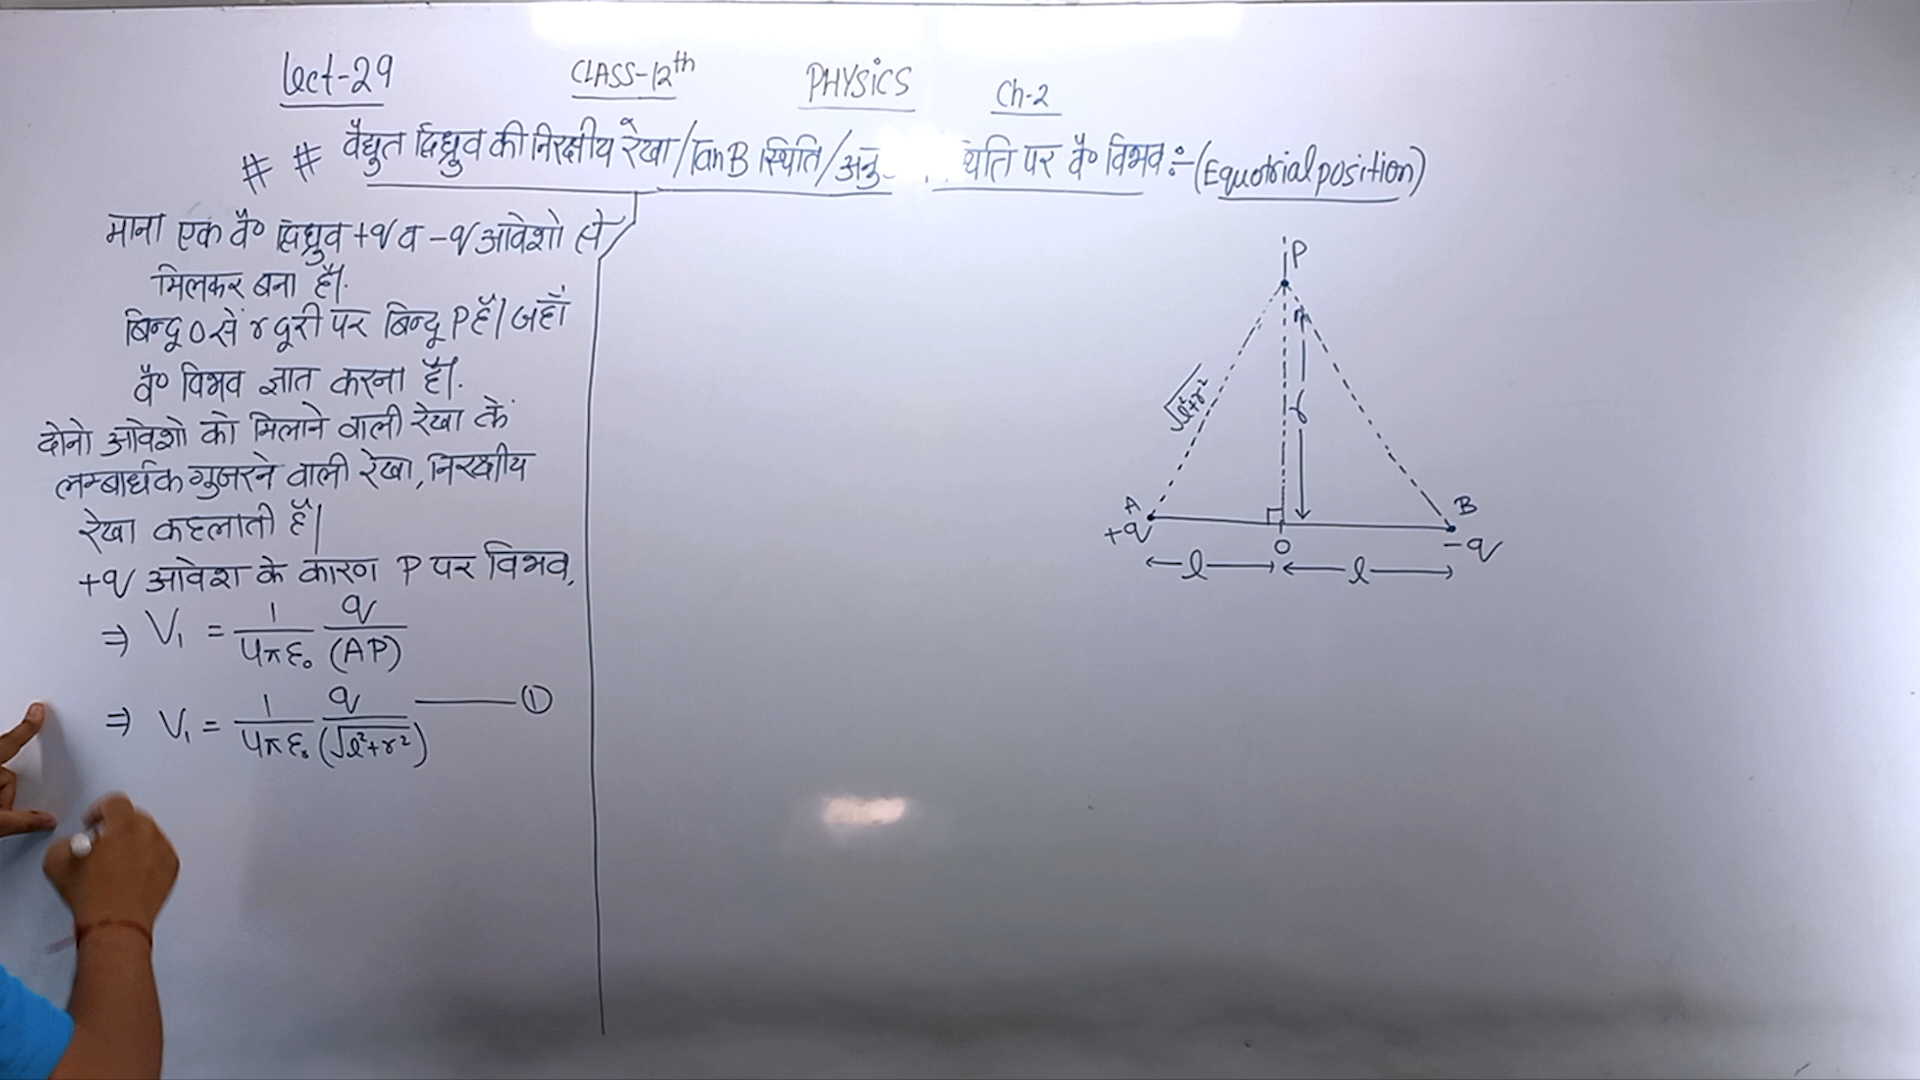 Lect-29 CLASS-12th PHYSICS Ch-2
# # वैद्युत द्विध्रुव की निरक्षीय रेखा/Tan B स्थिति/अनु- थिति पर वै० विभव:-(Equotrial position)
माना एक वै० द्विध्रुव +q व -q आवेशो से
मिलकर बना है।
बिन्दू O से r दूरी पर बिन्दू P है। जहाँ
वै० विभव ज्ञात करना है।
दोनो आवेशो को मिलाने वाली रेखा के
लम्बार्धक गुजरने वाली रेखा, निरक्षीय
रेखा कहलाती है।
+q आवेश के कारण P पर विभव,
⇒ V₁ = 1/4πε₀ q/(AP)
⇒ V₁ = 1/4πε₀ q/(√l²+r²) —— ①
P
√l²+r²
r
A B
+q O -q
l l